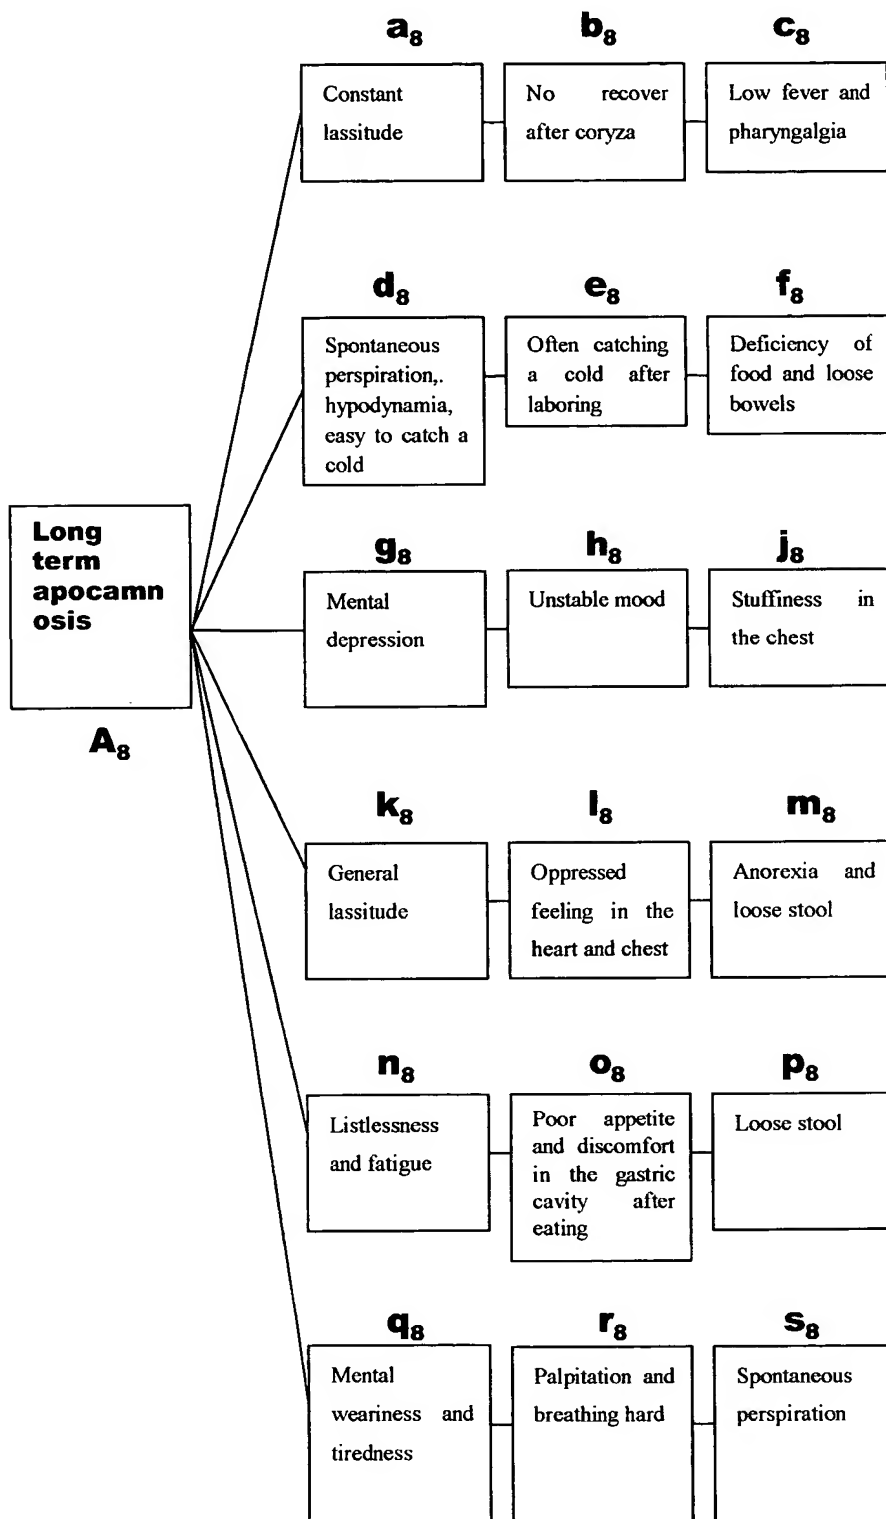 a8
b8
c8
Constant
lassitude
No recover
after coryza
Low fever and
pharyngalgia
d8
e8
f8
Spontaneous
perspiration,.
hypodynamia,
easy to catch a
cold
Often catching
a cold after
laboring
Deficiency of
food and loose
bowels
Long
term
apocamn
osis
A8
g8
h8
j8
Mental
depression
Unstable mood
Stuffiness in
the chest
k8
l8
m8
General
lassitude
Oppressed
feeling in the
heart and chest
Anorexia and
loose stool
n8
o8
p8
Listlessness
and fatigue
Poor appetite
and discomfort
in the gastric
cavity after
eating
Loose stool
q8
r8
s8
Mental
weariness and
tiredness
Palpitation and
breathing hard
Spontaneous
perspiration